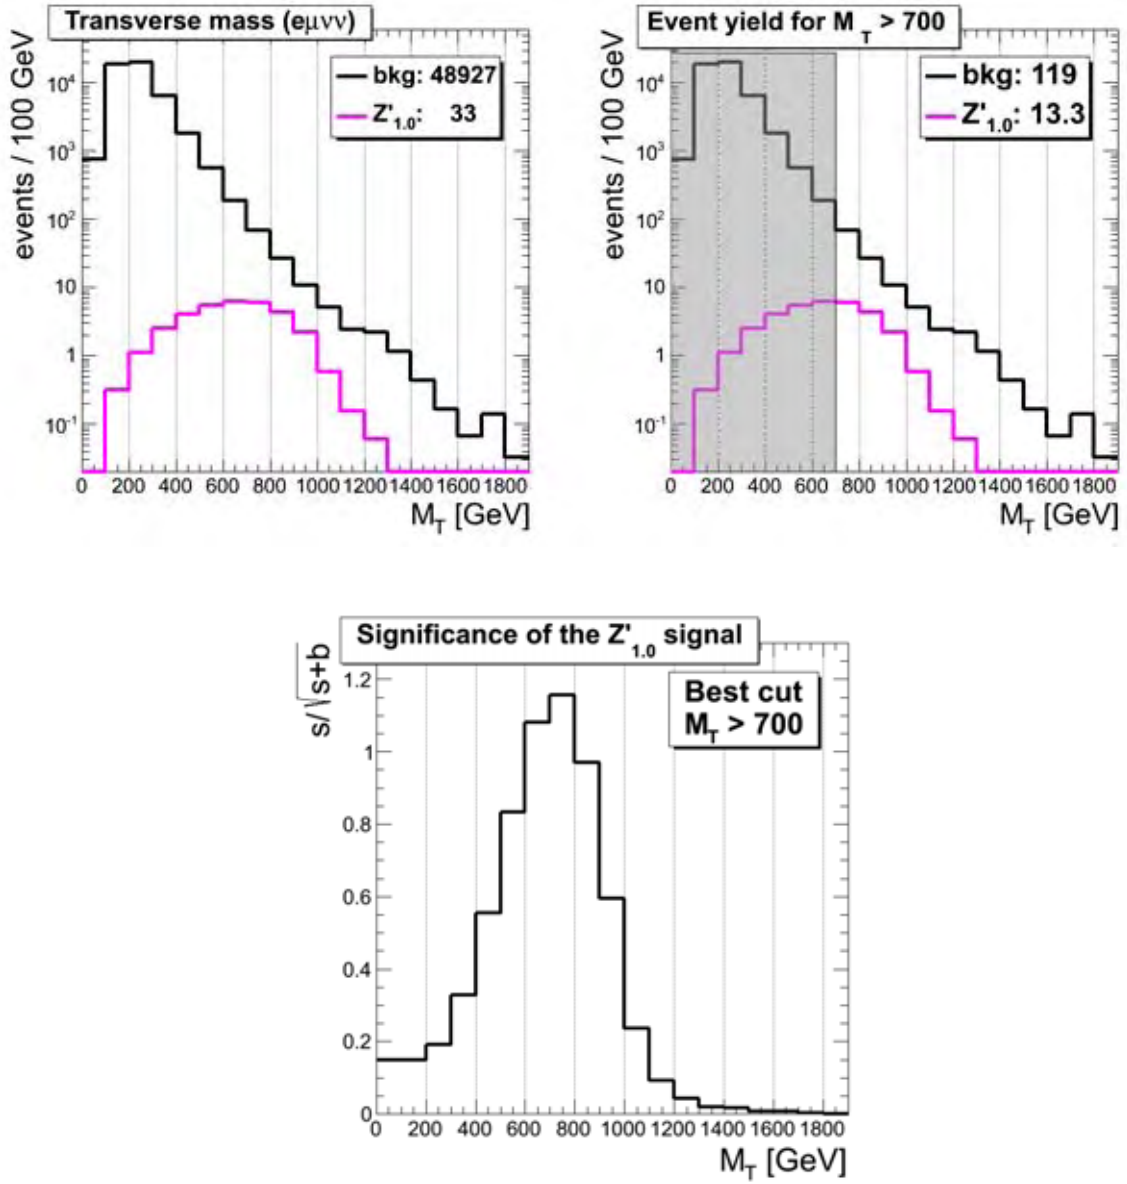 Transverse mass (eμνν)
events / 100 GeV
10⁴
10³
10²
10
1
10⁻¹
bkg: 48927
Z'1.0: 33
0 200 400 600 800 1000 1200 1400 1600 1800
M_T [GeV]
Event yield for M_T > 700
events / 100 GeV
10⁴
10³
10²
10
1
10⁻¹
bkg: 119
Z'1.0: 13.3
0 200 400 600 800 1000 1200 1400 1600 1800
M_T [GeV]
Significance of the Z'1.0 signal
s/√s+b
1.2
1
0.8
0.6
0.4
0.2
0
Best cut
M_T > 700
0 200 400 600 800 1000 1200 1400 1600 1800
M_T [GeV]